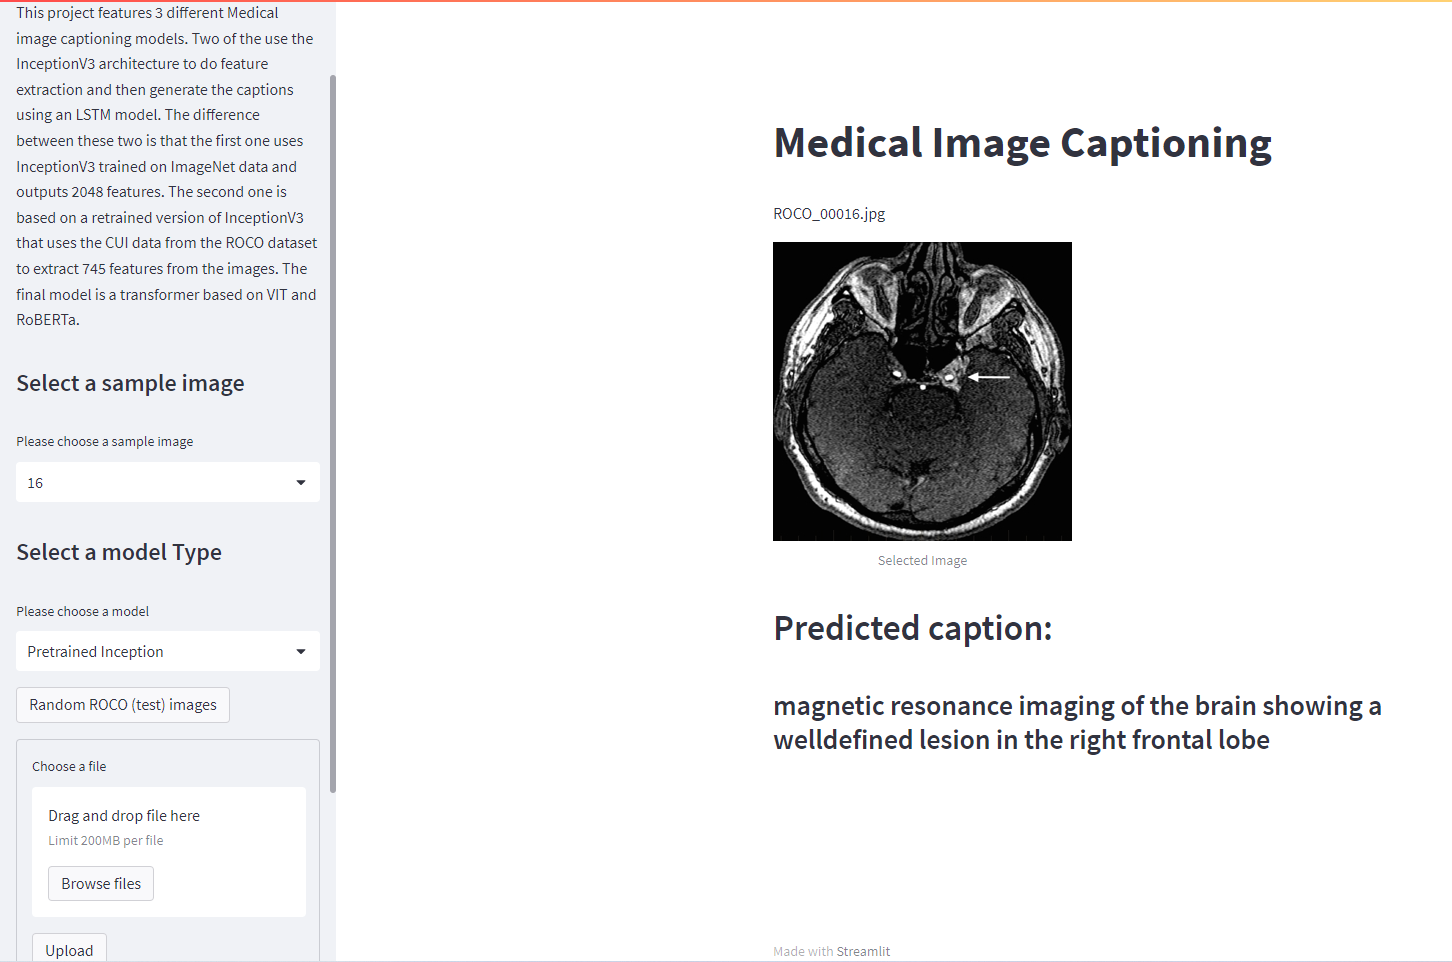 This project features 3 different Medical
image captioning models. Two of the use the
InceptionV3 architecture to do feature
extraction and then generate the captions
using an LSTM model. The difference
between these two is that the first one uses
InceptionV3 trained on ImageNet data and
outputs 2048 features. The second one is
based on a retrained version of InceptionV3
that uses the CUI data from the ROCO dataset
to extract 745 features from the images. The
final model is a transformer based on VIT and
RoBERTa.
Select a sample image
Please choose a sample image
16
Select a model Type
Please choose a model
Pretrained Inception
Random ROCO (test) images
Choose a file
Drag and drop file here
Limit 200MB per file
Browse files
Upload
Medical Image Captioning
ROCO_00016.jpg
Selected Image
Predicted caption:
magnetic resonance imaging of the brain showing a
welldefined lesion in the right frontal lobe
Made with Streamlit